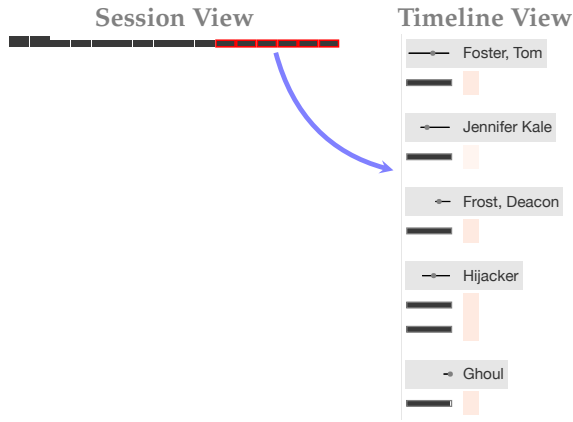 Session View
Timeline View
Foster, Tom
Jennifer Kale
Frost, Deacon
Hijacker
Ghoul